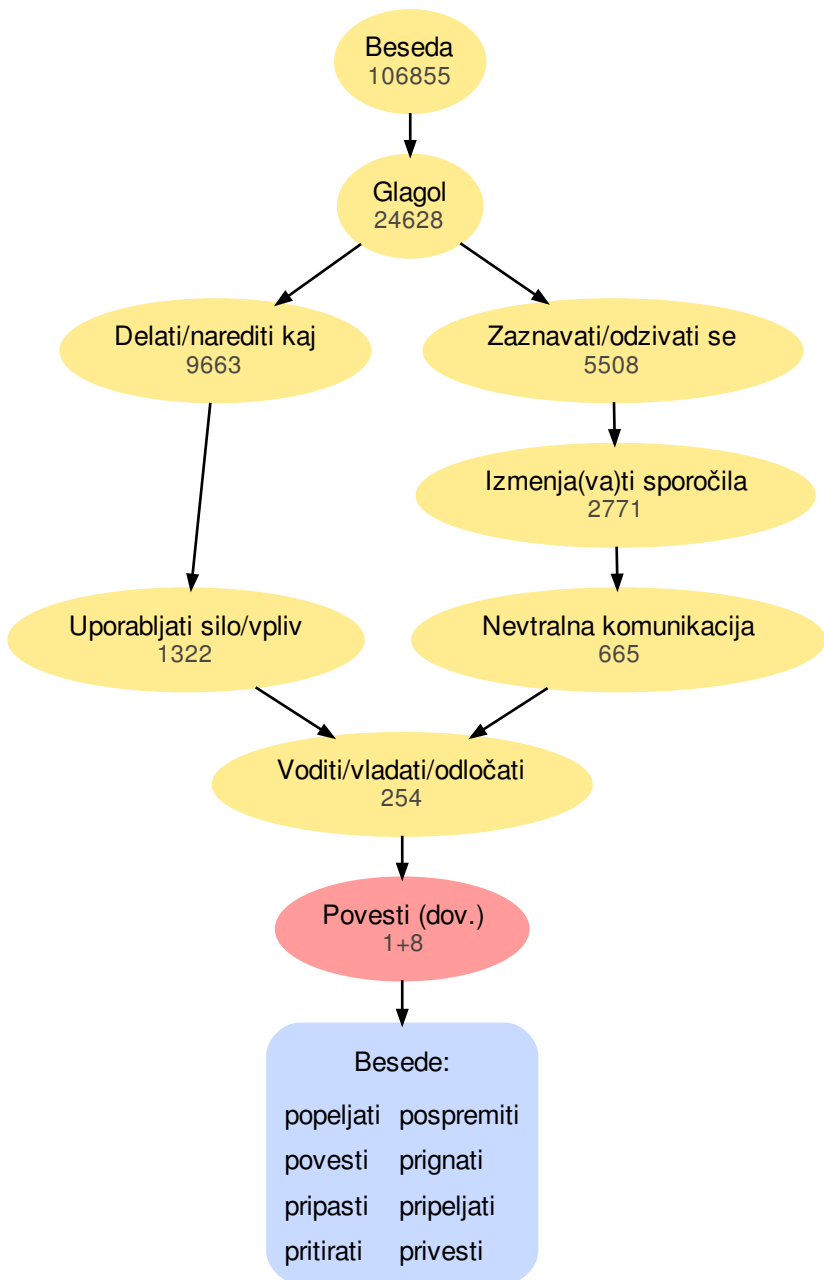 Beseda
106855
Glagol
24628
Delati/narediti kaj
9663
Zaznavati/odzivati se
5508
Izmenja(va)ti sporočila
2771
Uporabljati silo/vpliv
1322
Nevtralna komunikacija
665
Voditi/vladati/odločati
254
Povesti (dov.)
1+8
Besede:
popeljati pospremiti
povesti prignati
pripasti pripeljati
pritirati privesti